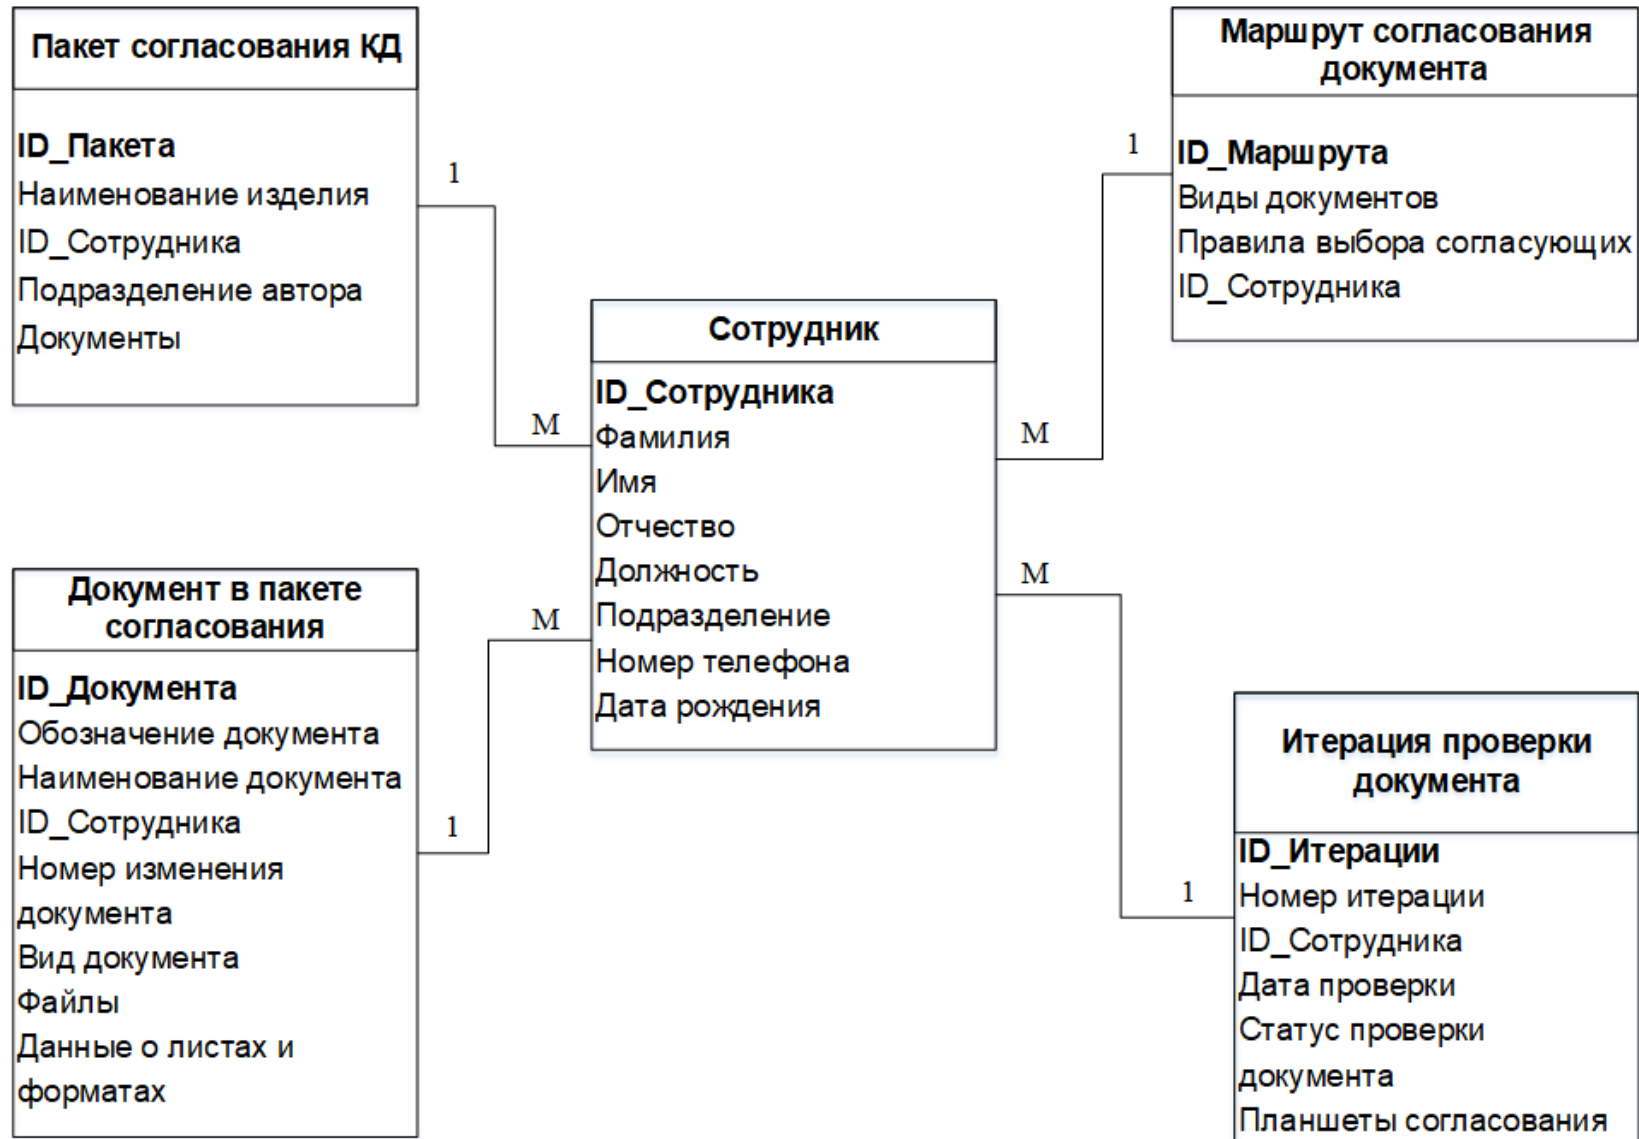 Пакет согласования КД
ID_Пакета
Наименование изделия
ID_Сотрудника
Подразделение автора
Документы
1
М
Маршрут согласования
документа
ID_Маршрута
Виды документов
Правила выбора согласующих
ID_Сотрудника
1
М
Сотрудник
ID_Сотрудника
Фамилия
Имя
Отчество
Должность
Подразделение
Номер телефона
Дата рождения
Документ в пакете
согласования
ID_Документа
Обозначение документа
Наименование документа
ID_Сотрудника
Номер изменения
документа
Вид документа
Файлы
Данные о листах и
форматах
М
1
М
1
Итерация проверки
документа
ID_Итерации
Номер итерации
ID_Сотрудника
Дата проверки
Статус проверки
документа
Планшеты согласования